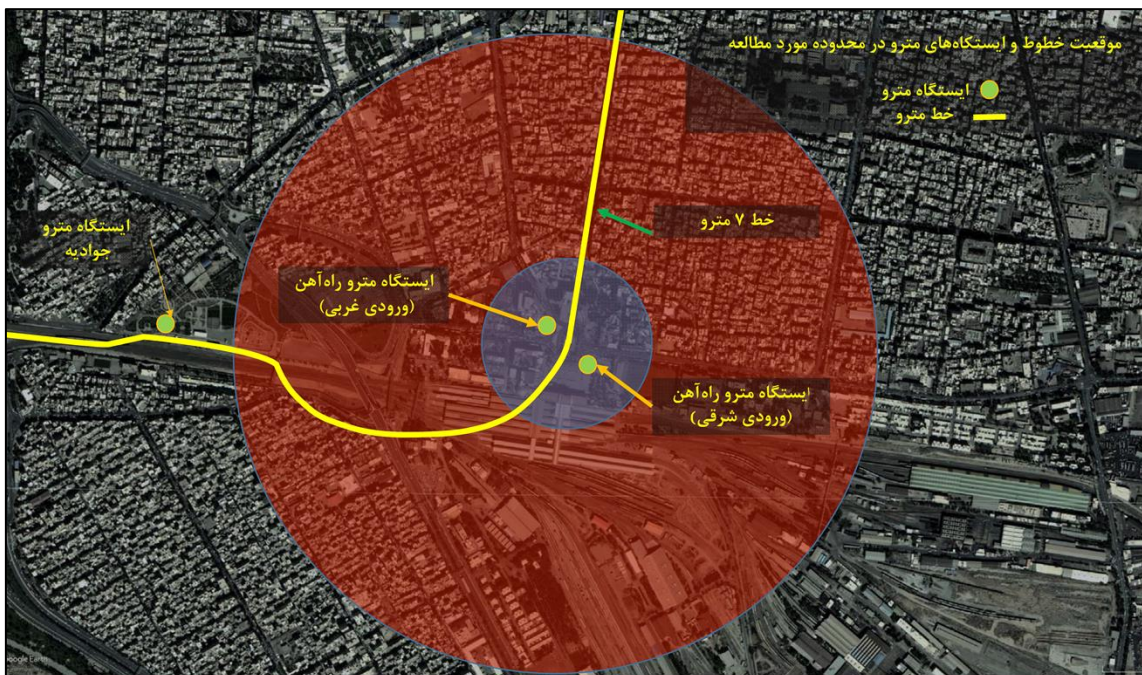 موقعیت خطوط و ایستگاه‌های مترو در محدوده مورد مطالعه
ایستگاه مترو
خط مترو
ایستگاه مترو
جوادیه
خط ۷ مترو
ایستگاه مترو راه‌آهن
(ورودی غربی)
ایستگاه مترو راه‌آهن
(ورودی شرقی)
Google Earth